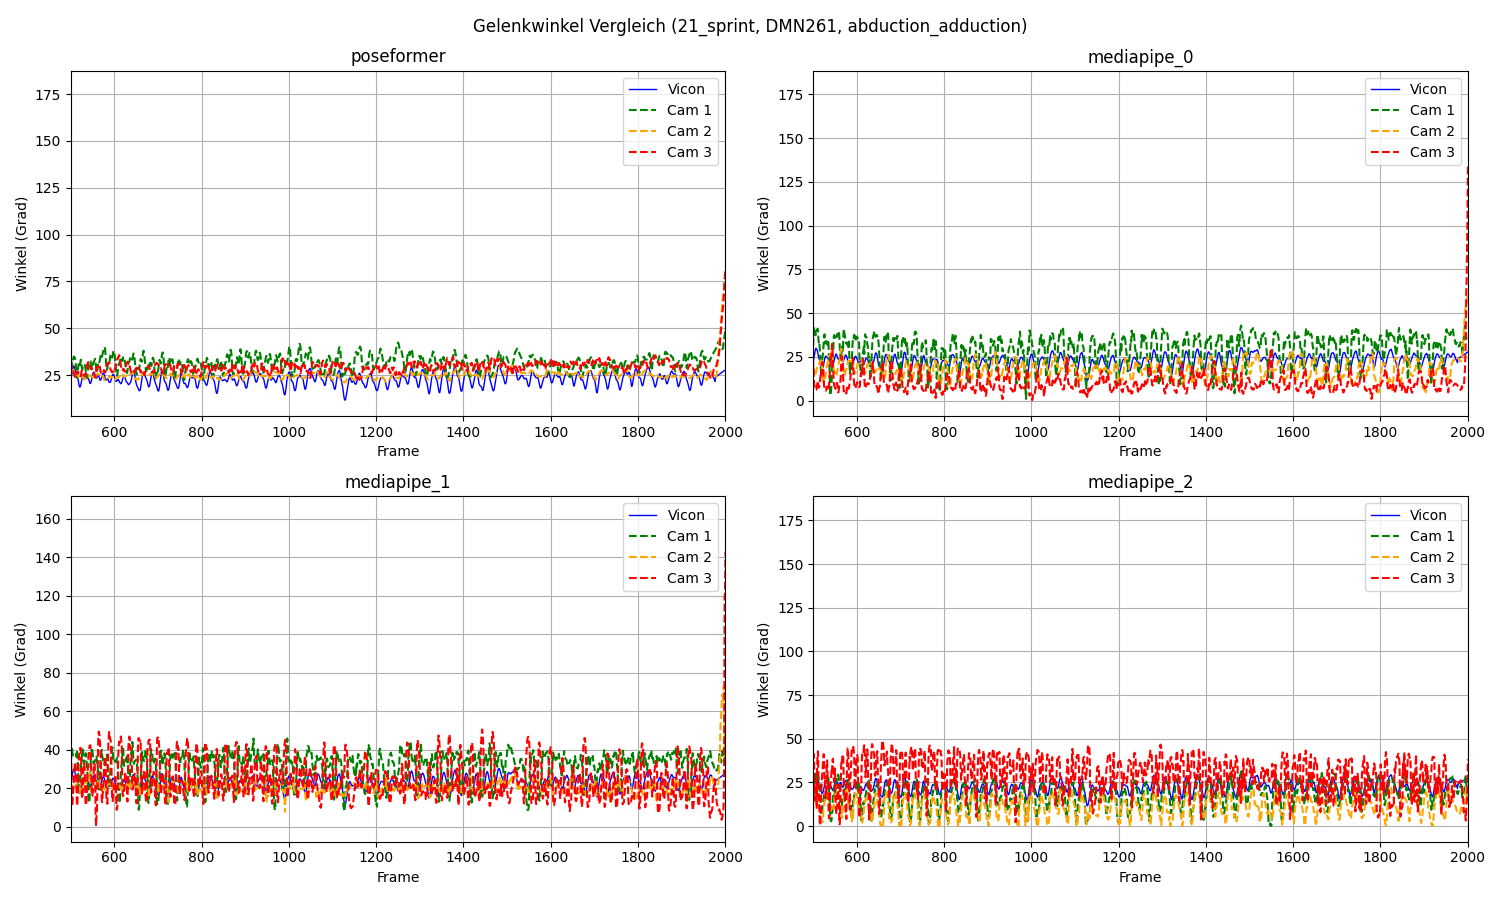 Gelenkwinkel Vergleich (21_sprint, DMN261, abduction_adduction)
poseformer
175
150
125
100
75
50
25
Winkel (Grad)
600 800 1000 1200 1400 1600 1800 2000
Frame
Vicon
Cam 1
Cam 2
Cam 3
mediapipe_0
175
150
125
100
75
50
25
0
Winkel (Grad)
600 800 1000 1200 1400 1600 1800 2000
Frame
Vicon
Cam 1
Cam 2
Cam 3
mediapipe_1
160
140
120
100
80
60
40
20
0
Winkel (Grad)
600 800 1000 1200 1400 1600 1800 2000
Frame
Vicon
Cam 1
Cam 2
Cam 3
mediapipe_2
175
150
125
100
75
50
25
0
Winkel (Grad)
600 800 1000 1200 1400 1600 1800 2000
Frame
Vicon
Cam 1
Cam 2
Cam 3